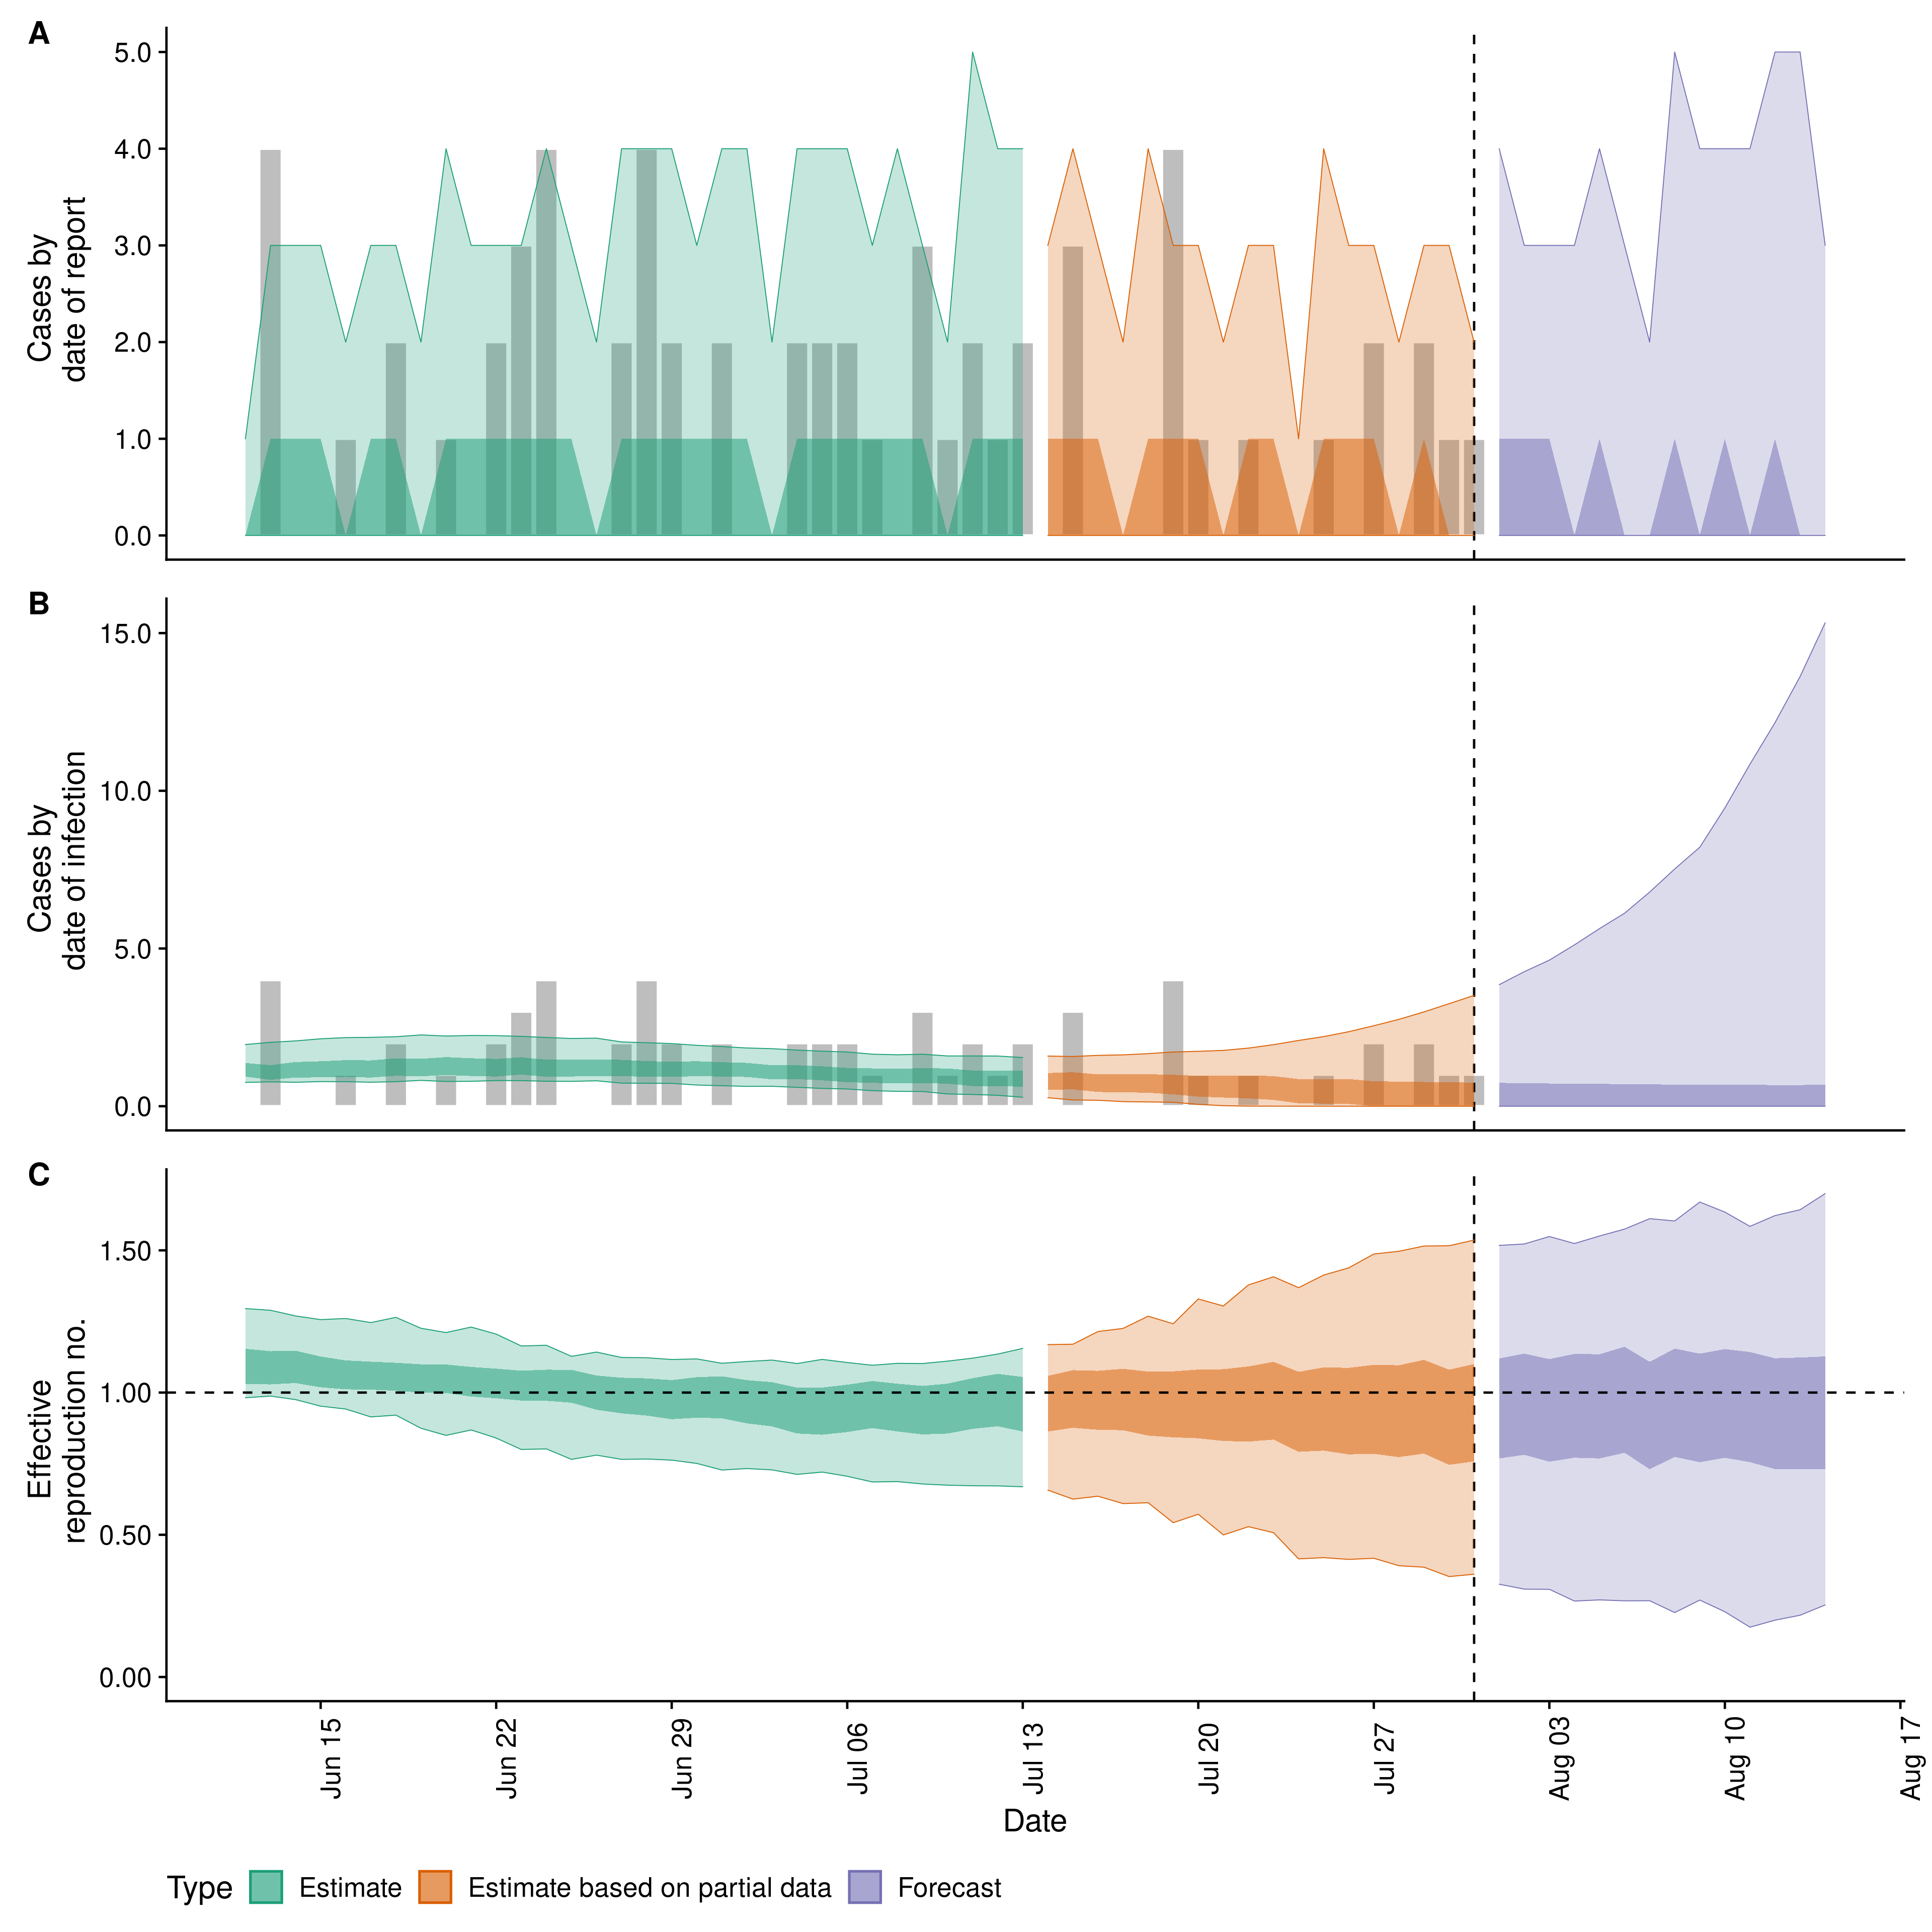 A
Cases by
date of report
5.0
4.0
3.0
2.0
1.0
0.0
B
Cases by
date of infection
15.0
10.0
5.0
0.0
C
Effective
reproduction no.
1.50
1.00
0.50
0.00
Jun 15
Jun 22
Jun 29
Jul 06
Jul 13
Jul 20
Jul 27
Aug 03
Aug 10
Aug 17
Date
Type Estimate Estimate based on partial data Forecast